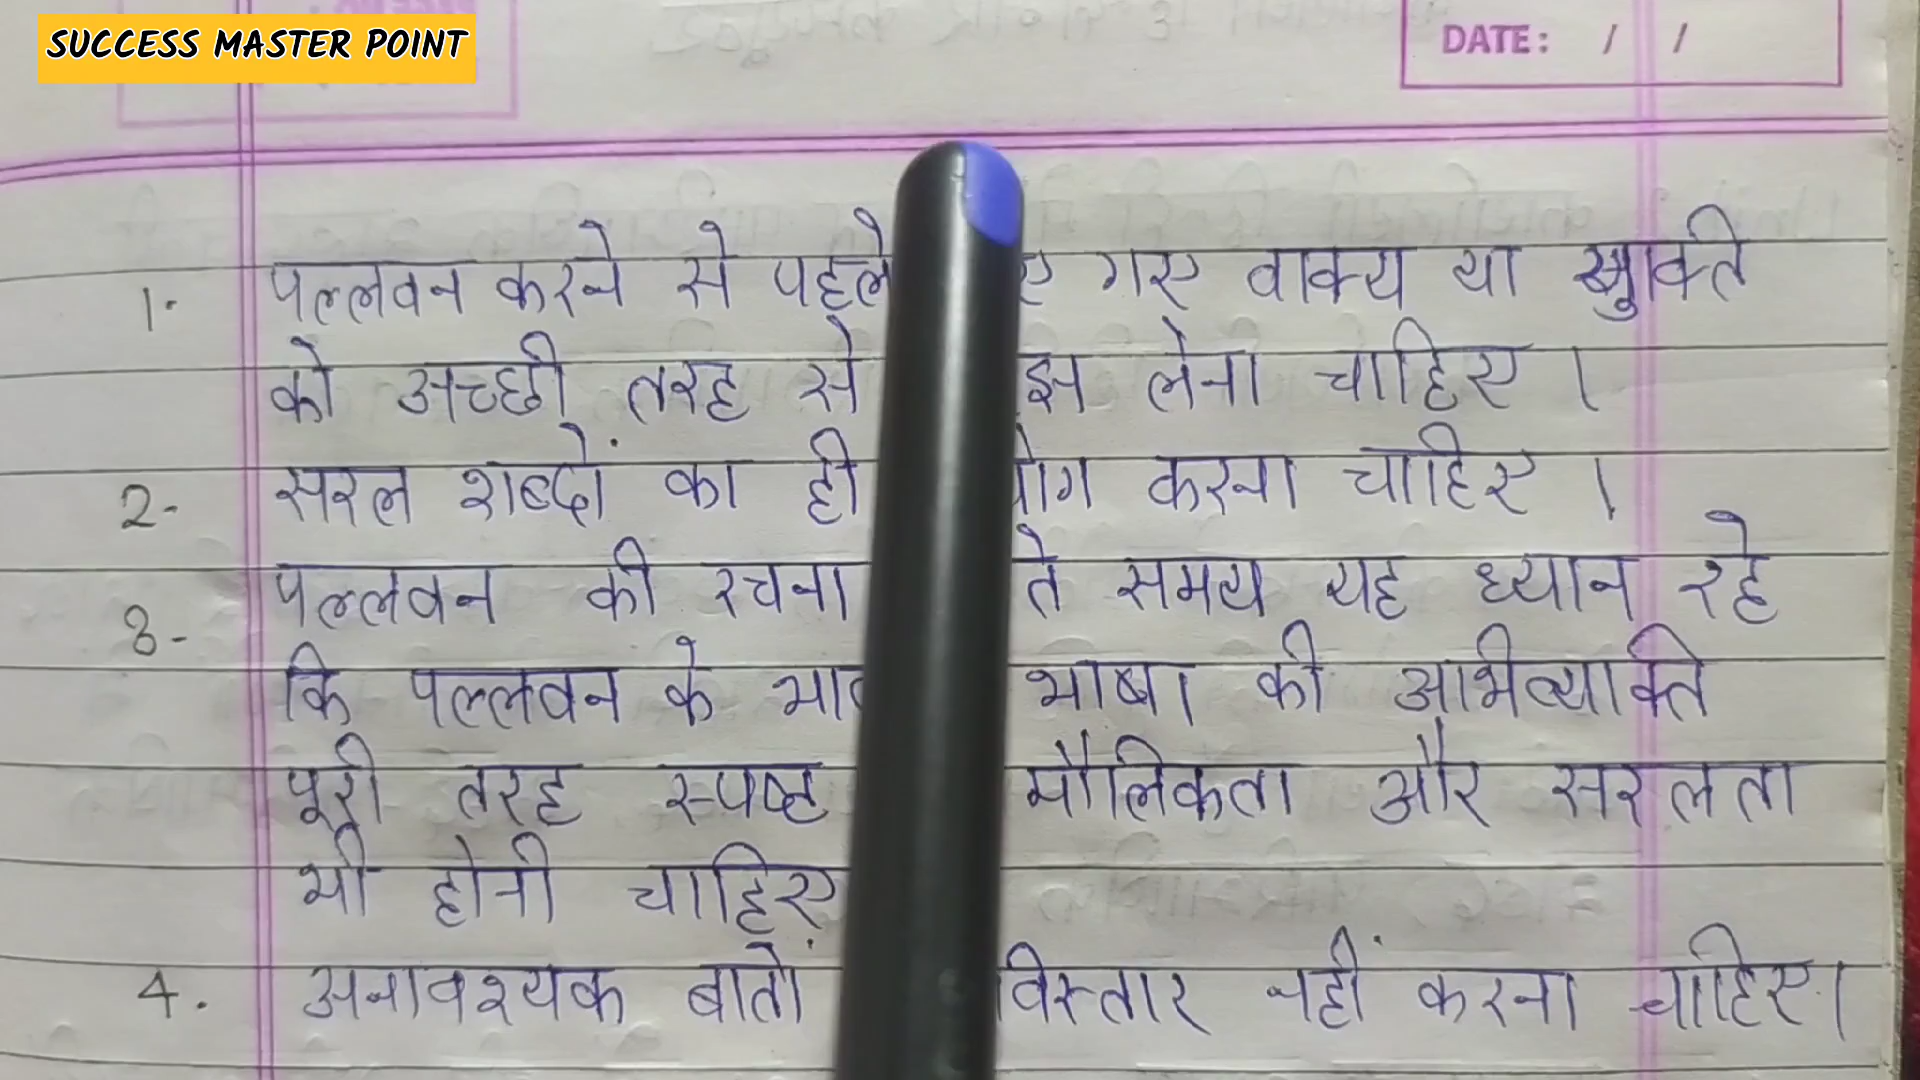 SUCCESS MASTER POINT
DATE: / /
1. पल्लवन करने से पहले गए वाक्य या सुक्ति
को अच्छी तरह से लेना चाहिए ।
2- सरल शब्दों का ही करना चाहिए ।
3- पल्लवन की रचना समय यह ध्यान रहे
कि पल्लवन के भाषा की अभिव्यक्ति
पूरी तरह स्पष्ट मौलिकता और सरलता
भी होनी चाहिए
4. अनावश्यक बातों विस्तार नहीं करना चाहिए।